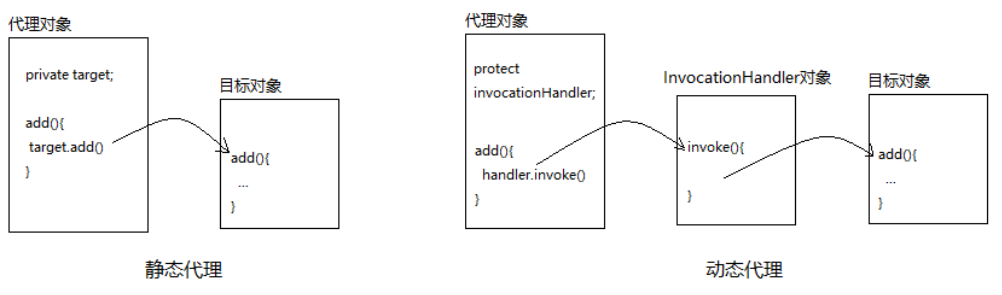 代理对象
private target;
add(){
target.add()
}
目标对象
add(){
...
}
静态代理
代理对象
protect
invocationHandler;
add(){
handler.invoke()
}
InvocationHandler对象
invoke(){
}
目标对象
add(){
...
}
动态代理